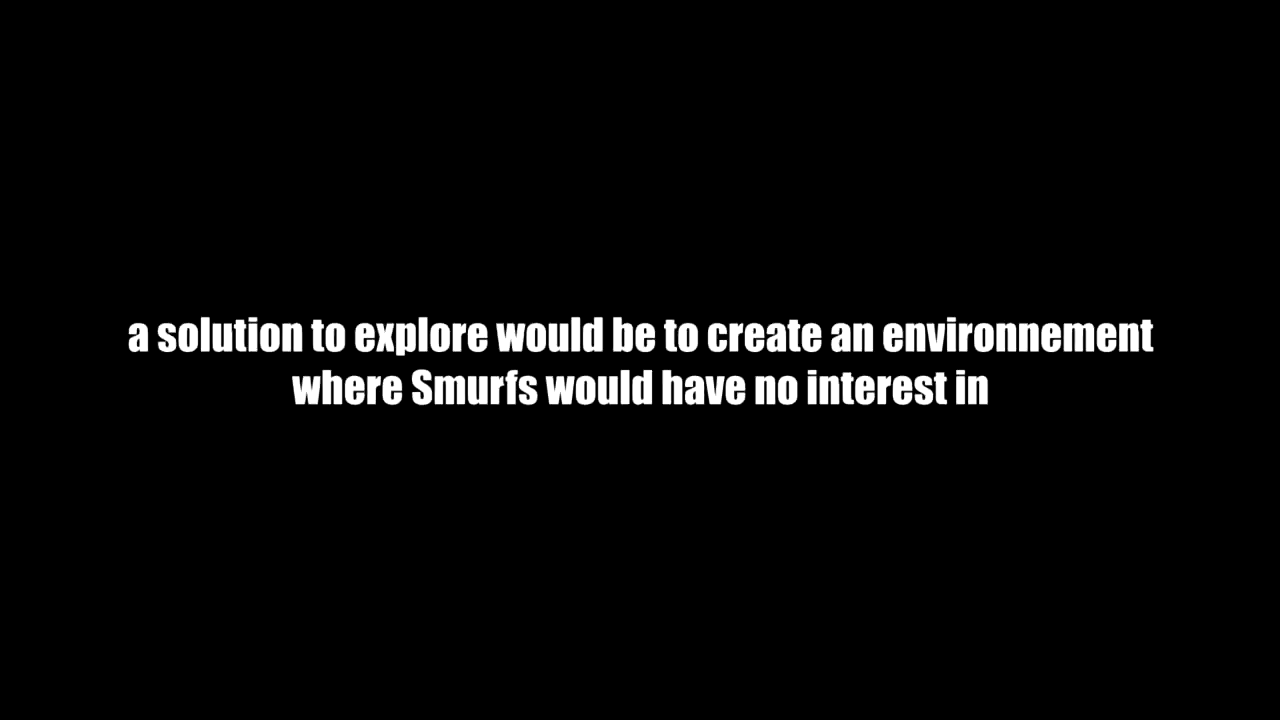 a solution to explore would be to create an environnement
where Smurfs would have no interest in